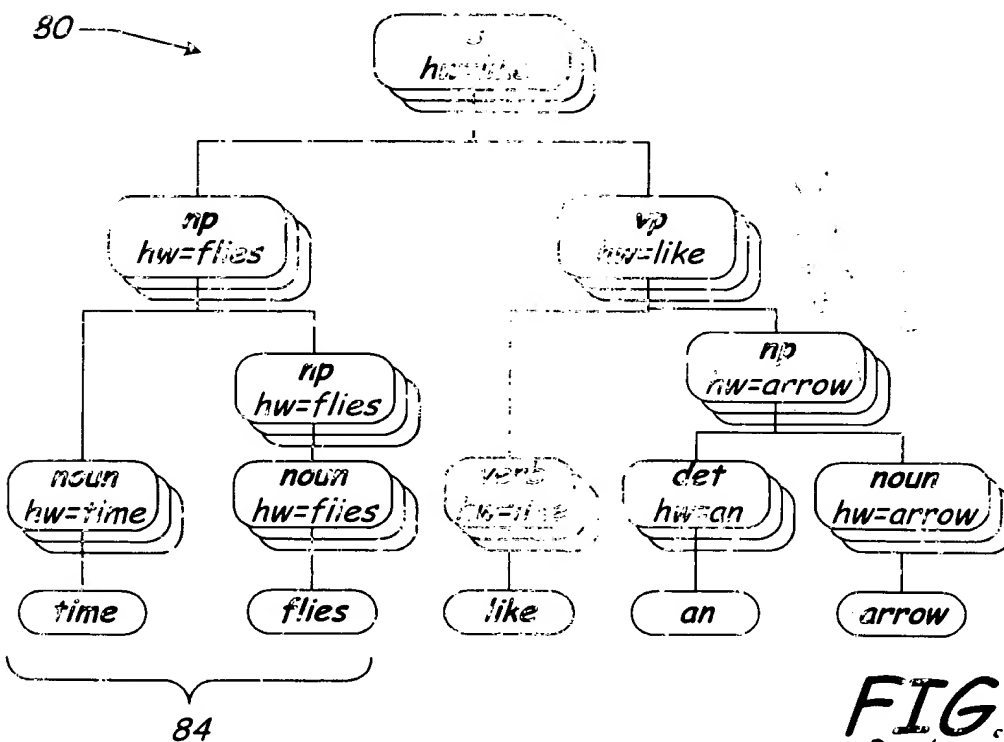 80
np
hw=flies
vp
hw=like
np
hw=flies
np
hw=arrow
noun
hw=time
noun
hw=flies
verb
det
hw=an
noun
hw=arrow
time
flies
like
an
arrow
84
FIG.